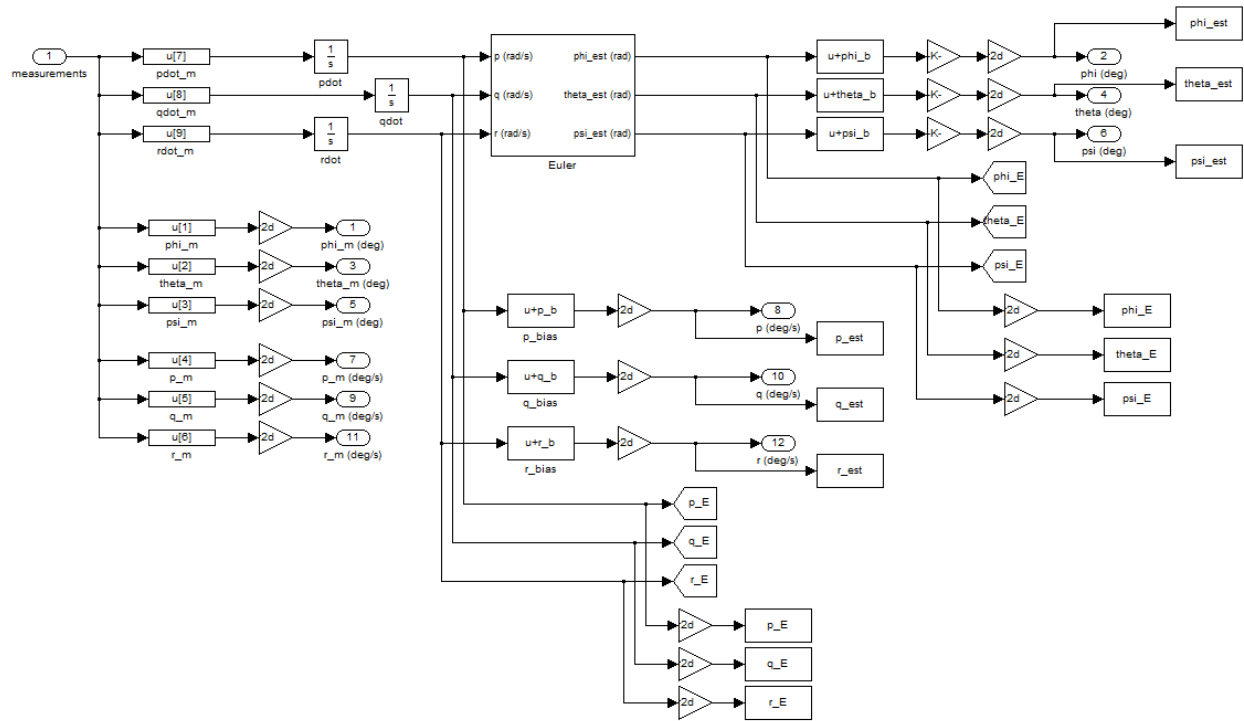 phi_est
1
u[7]
1
s
p (rad/s)
phi_est (rad)
u+phi_b
-K-
2d
2
measurements
pdot_m
pdot
phi (deg)
theta_est
u[8]
1
s
q (rad/s)
theta_est (rad)
u+theta_b
-K-
2d
4
qdot_m
qdot
theta (deg)
u[9]
1
s
r (rad/s)
psi_est (rad)
u+psi_b
-K-
2d
6
rdot_m
rdot
psi (deg)
Euler
psi_est
phi_E
u[1]
2d
1
theta_E
phi_m
phi_m (deg)
u[2]
2d
3
psi_E
theta_m
theta_m (deg)
u[3]
2d
5
psi_m
psi_m (deg)
u+p_b
2d
8
2d
phi_E
p_bias
p (deg/s)
p_est
u[4]
2d
7
2d
theta_E
p_m
p_m (deg/s)
u+q_b
2d
10
q_bias
q (deg/s)
u[5]
2d
9
q_est
2d
psi_E
q_m
q_m (deg/s)
u[6]
2d
11
u+r_b
2d
12
r_m
r_m (deg/s)
r_bias
r (deg/s)
r_est
p_E
q_E
r_E
2d
p_E
2d
q_E
2d
r_E